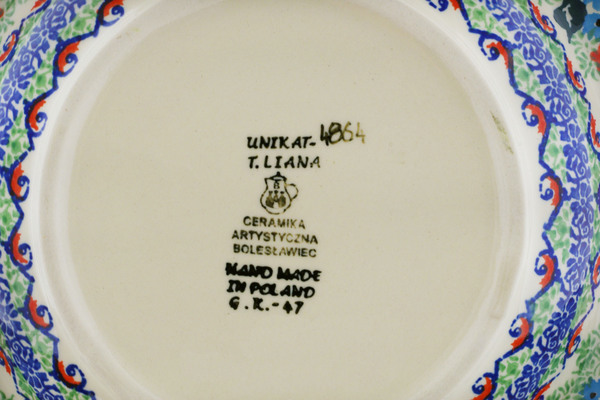 UNIKAT-4864
T. LIANA
CERAMIKA
ARTYSTYCZNA
BOLESŁAWIEC
HAND MADE
IN POLAND
G.K.-47